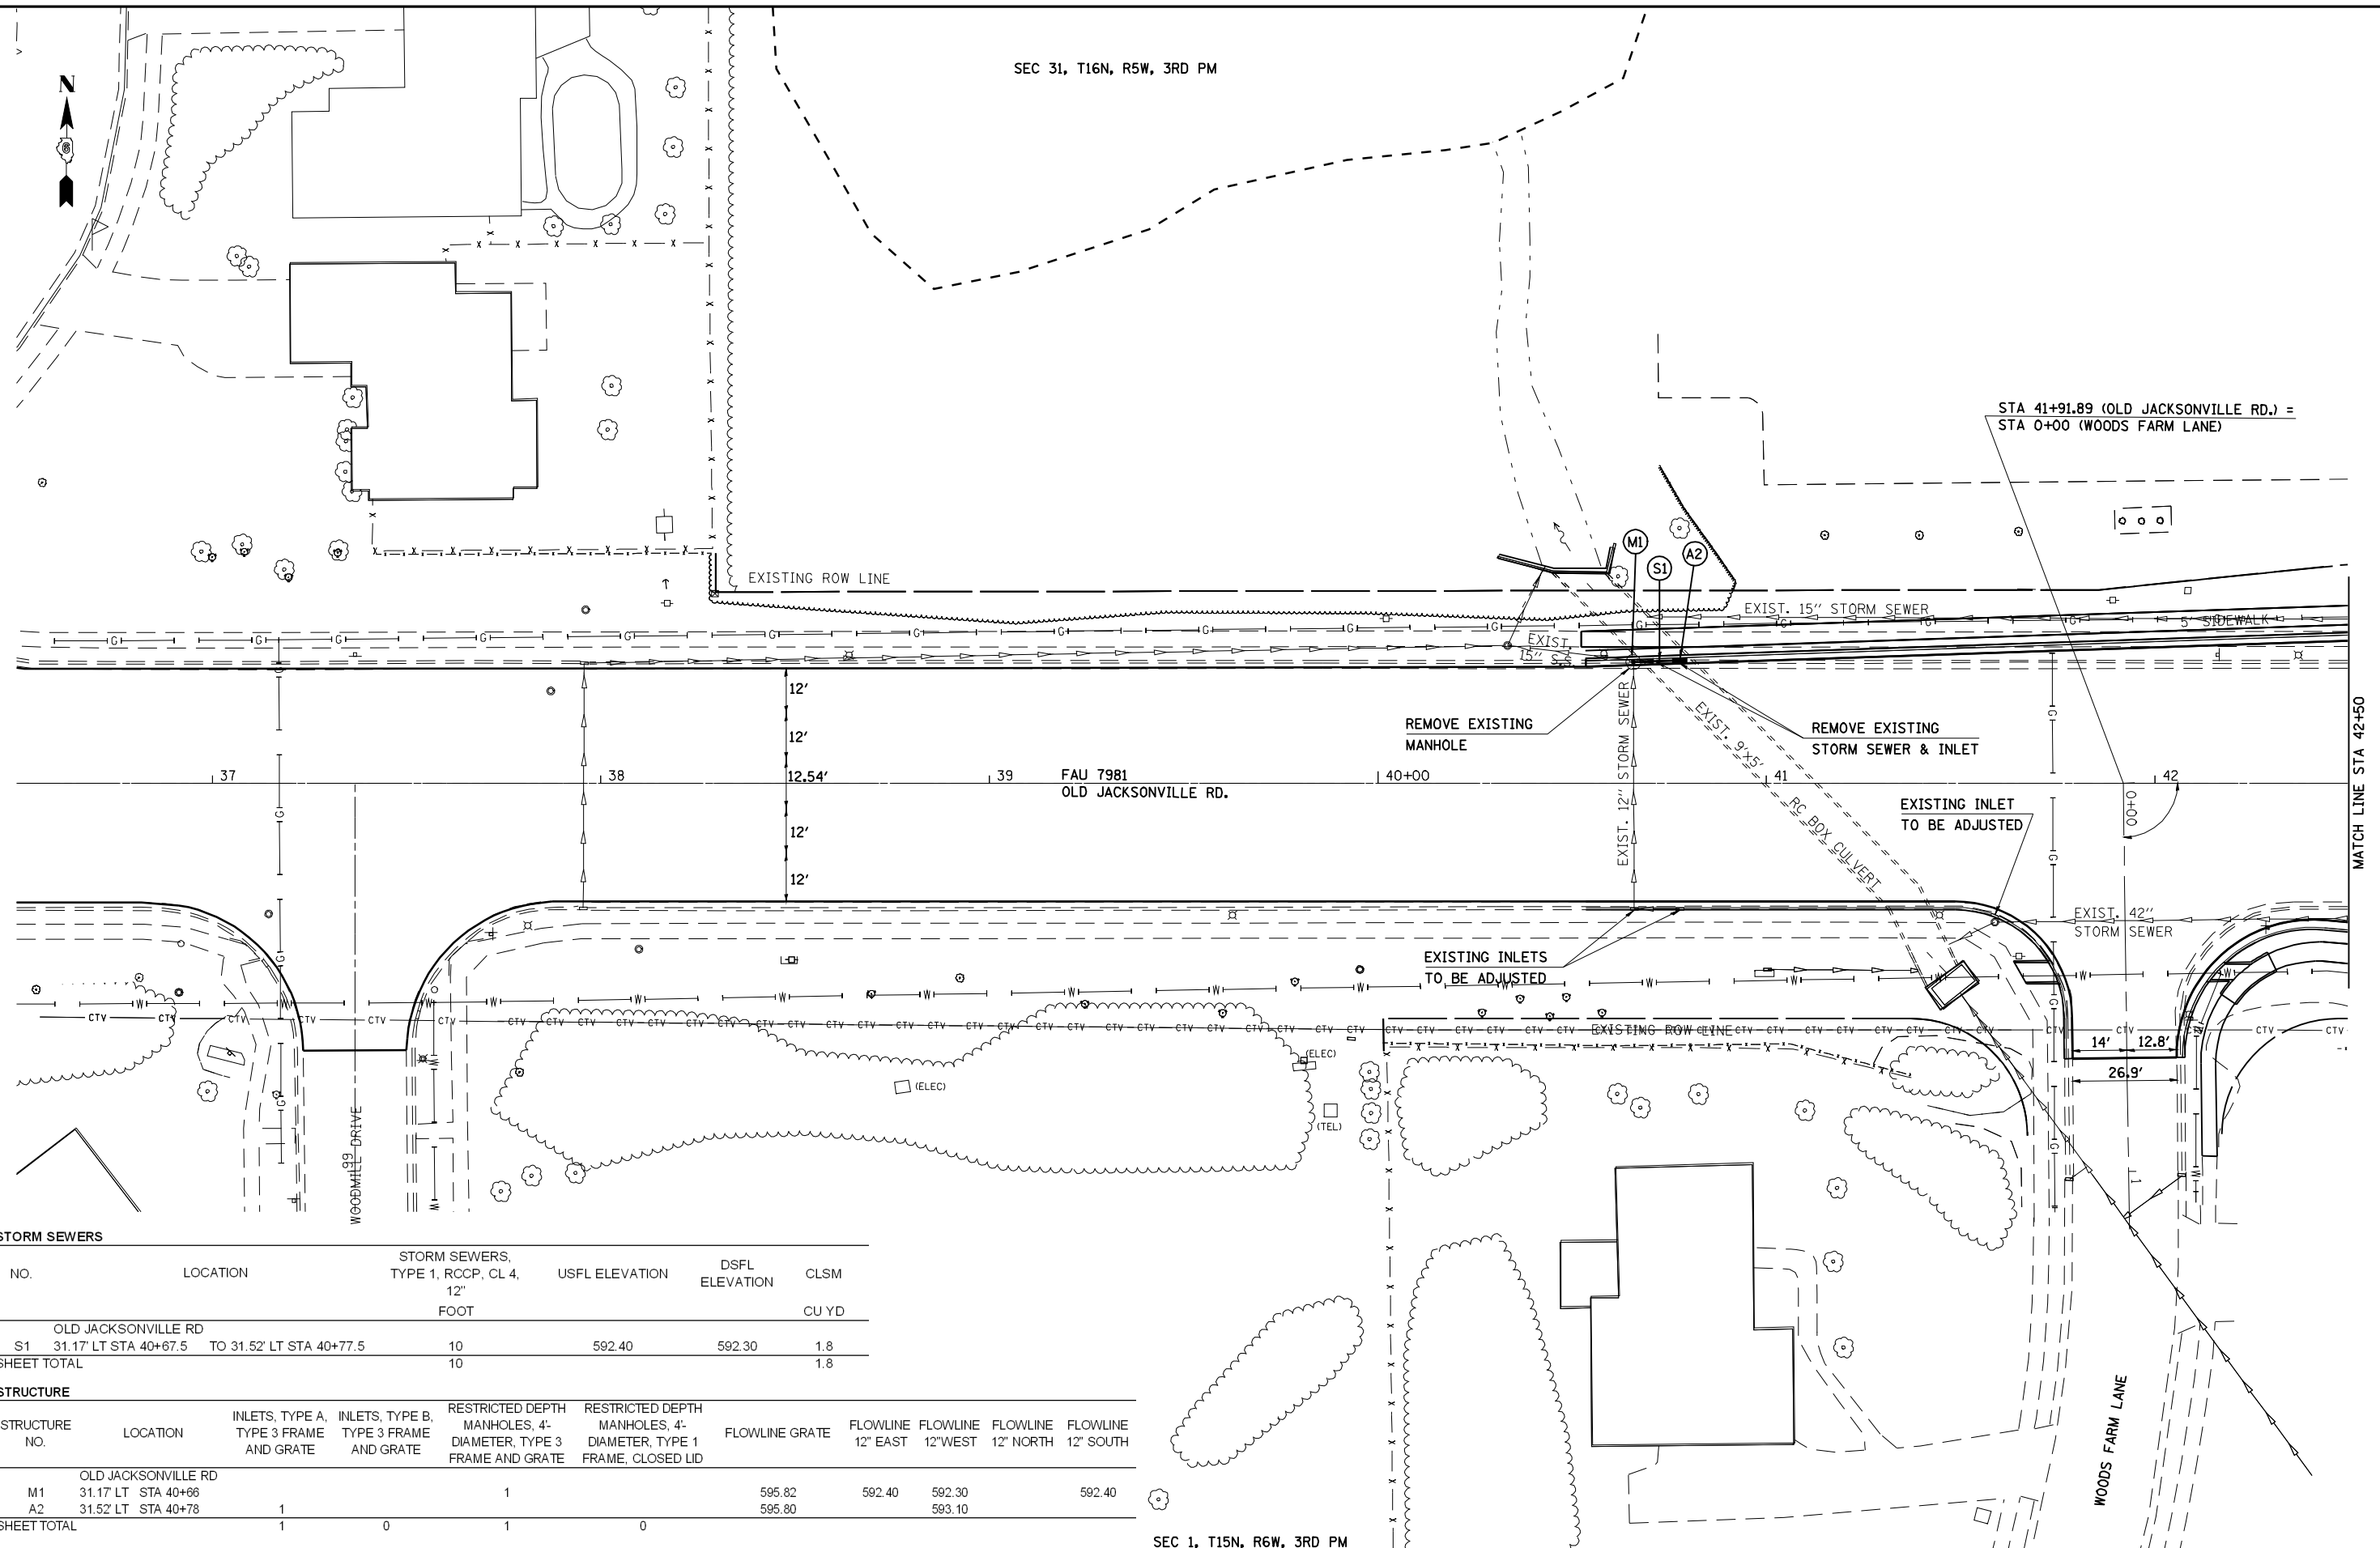 N
SEC 31, T16N, R5W, 3RD PM
STA 41+91.89 (OLD JACKSONVILLE RD.) =
STA 0+00 (WOODS FARM LANE)
M1
S1
A2
EXISTING ROW LINE
EXIST. 15" STORM SEWER
5' SIDEWALK
EXIST.
15" S.S.
12'
12'
12.54'
12'
12'
REMOVE EXISTING
MANHOLE
REMOVE EXISTING
STORM SEWER & INLET
EXIST. 12" STORM SEWER
EXIST. 9'X5' RC BOX CULVERT
37
38
39
40+00
41
42
FAU 7981
OLD JACKSONVILLE RD.
0+00
EXISTING INLET
TO BE ADJUSTED
MATCH LINE STA 42+50
EXIST. 42"
STORM SEWER
EXISTING INLETS
TO BE ADJUSTED
EXISTING ROW LINE
14'
12.8'
26.9'
(ELEC)
(ELEC)
(TEL)
99
WOODMILL DRIVE
WOODS FARM LANE
STORM SEWERS
NO. LOCATION STORM SEWERS, TYPE 1, RCCP, CL 4, 12" USFL ELEVATION DSFL ELEVATION CLSM
FOOT CU YD
OLD JACKSONVILLE RD
S1 31.17' LT STA 40+67.5 TO 31.52' LT STA 40+77.5 10 592.40 592.30 1.8
SHEET TOTAL 10 1.8
STRUCTURE
STRUCTURE NO. LOCATION INLETS, TYPE A, TYPE 3 FRAME AND GRATE INLETS, TYPE B, TYPE 3 FRAME AND GRATE RESTRICTED DEPTH MANHOLES, 4'- DIAMETER, TYPE 3 FRAME AND GRATE RESTRICTED DEPTH MANHOLES, 4'- DIAMETER, TYPE 1 FRAME, CLOSED LID FLOWLINE GRATE FLOWLINE 12" EAST FLOWLINE 12"WEST FLOWLINE 12" NORTH FLOWLINE 12" SOUTH
OLD JACKSONVILLE RD
M1 31.17' LT STA 40+66 1 595.82 592.40 592.30 592.40
A2 31.52' LT STA 40+78 1 595.80 593.10
SHEET TOTAL 1 0 1 0
SEC 1, T15N, R6W, 3RD PM